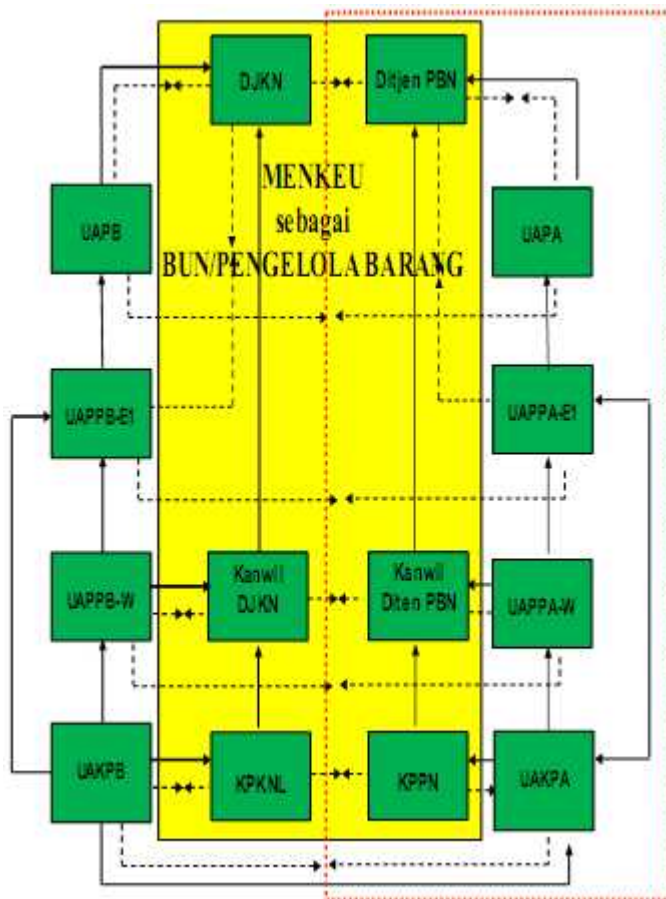 DJKN
Ditjen PBN
MENKEU
sebagai
BUN/PENGELOLA BARANG
UAPB
UAPA
UAPPB-E1
UAPPA-E1
UAPPB-W
Kanwil
DJKN
Kanwil
Diten PBN
UAPPA-W
UAKPB
KPKNL
KPPN
UAKPA